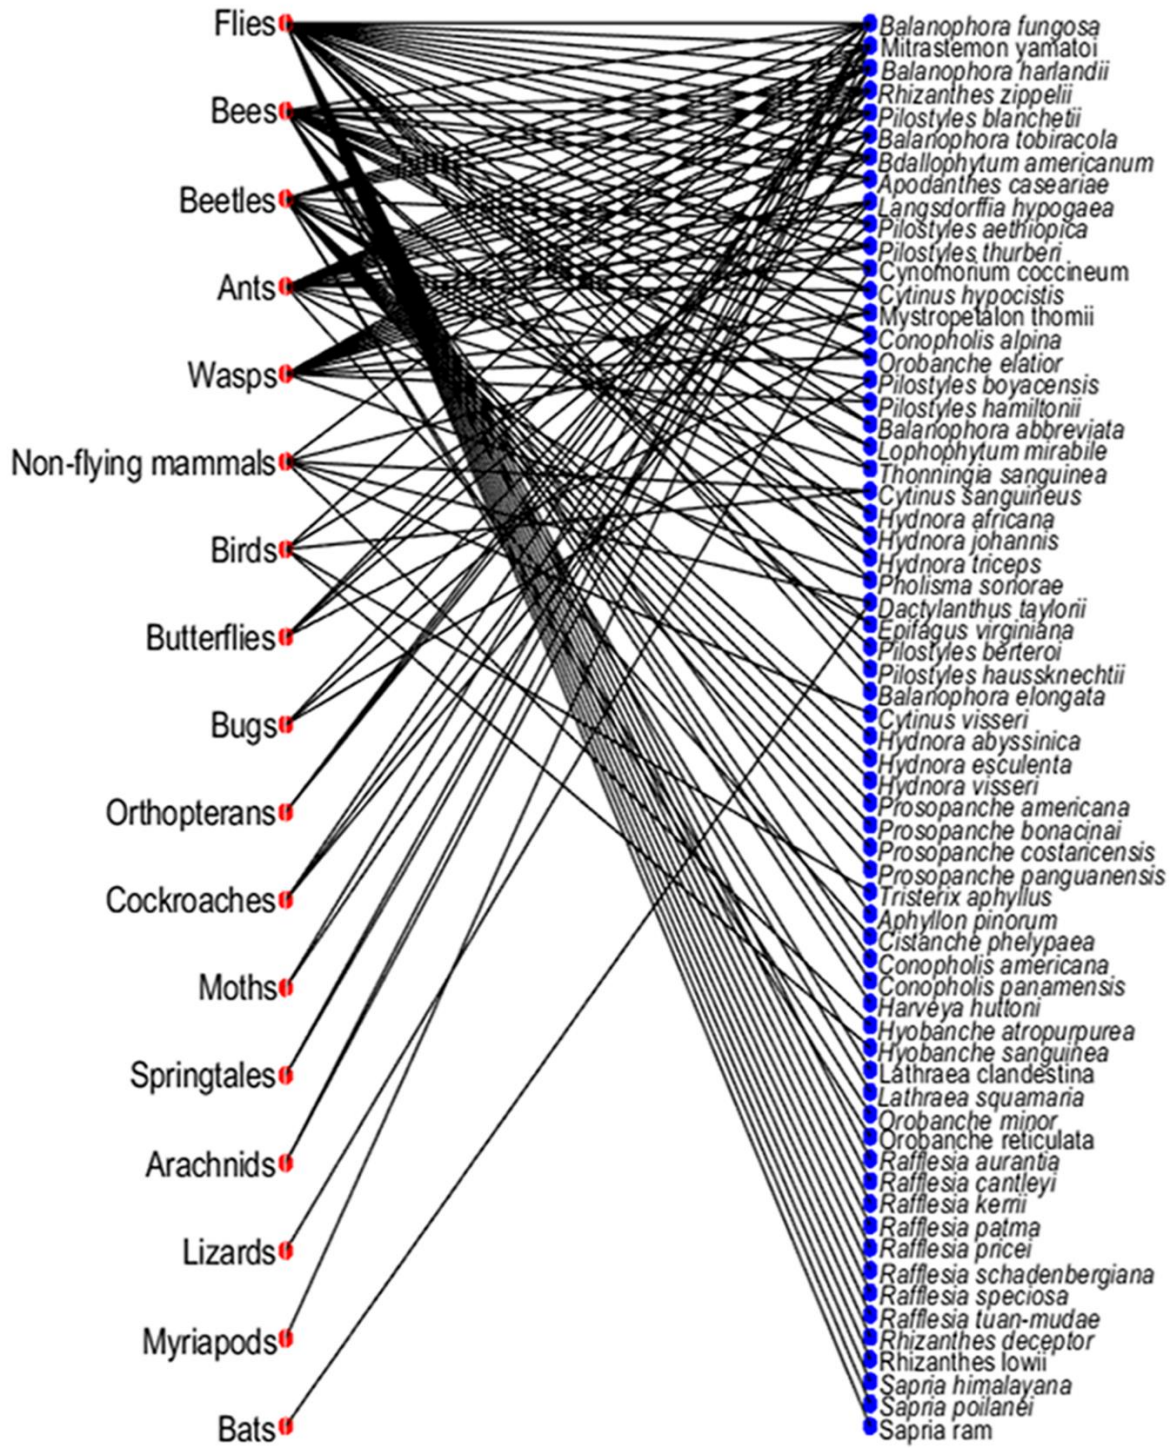 Flies
Bees
Beetles
Ants
Wasps
Non-flying mammals
Birds
Butterflies
Bugs
Orthopterans
Cockroaches
Moths
Springtales
Arachnids
Lizards
Myriapods
Bats
Balanophora fungosa
Mitrastemon yamatoi
Balanophora harlandii
Rhizanthes zippelii
Pilostyles blanchetii
Balanophora tobiracola
Bdallophytum americanum
Apodanthes caseariae
Langsdorffia hypogaea
Pilostyles aethiopica
Pilostyles thurberi
Cynomorium coccineum
Cytinus hypocistis
Mystropetalon thomii
Conopholis alpina
Orobanche elatior
Pilostyles boyacensis
Pilostyles hamiltonii
Balanophora abbreviata
Lophophytum mirabile
Thonningia sanguinea
Cytinus sanguineus
Hydnora africana
Hydnora johannis
Hydnora triceps
Pholisma sonorae
Dactylanthus taylorii
Epifagus virginiana
Pilostyles berteroi
Pilostyles haussknechtii
Balanophora elongata
Cytinus visseri
Hydnora abyssinica
Hydnora esculenta
Hydnora visseri
Prosopanche americana
Prosopanche bonacinai
Prosopanche costaricensis
Prosopanche panguanensis
Tristerix aphyllus
Aphyllon pinorum
Cistanche phelypaea
Conopholis americana
Conopholis panamensis
Harveya huttoni
Hyobanche atropurpurea
Hyobanche sanguinea
Lathraea clandestina
Lathraea squamaria
Orobanche minor
Orobanche reticulata
Rafflesia aurantia
Rafflesia cantleyi
Rafflesia kerrii
Rafflesia patma
Rafflesia pricei
Rafflesia schadenbergiana
Rafflesia speciosa
Rafflesia tuan-mudae
Rhizanthes deceptor
Rhizanthes lowii
Sapria himalayana
Sapria poilanei
Sapria ram